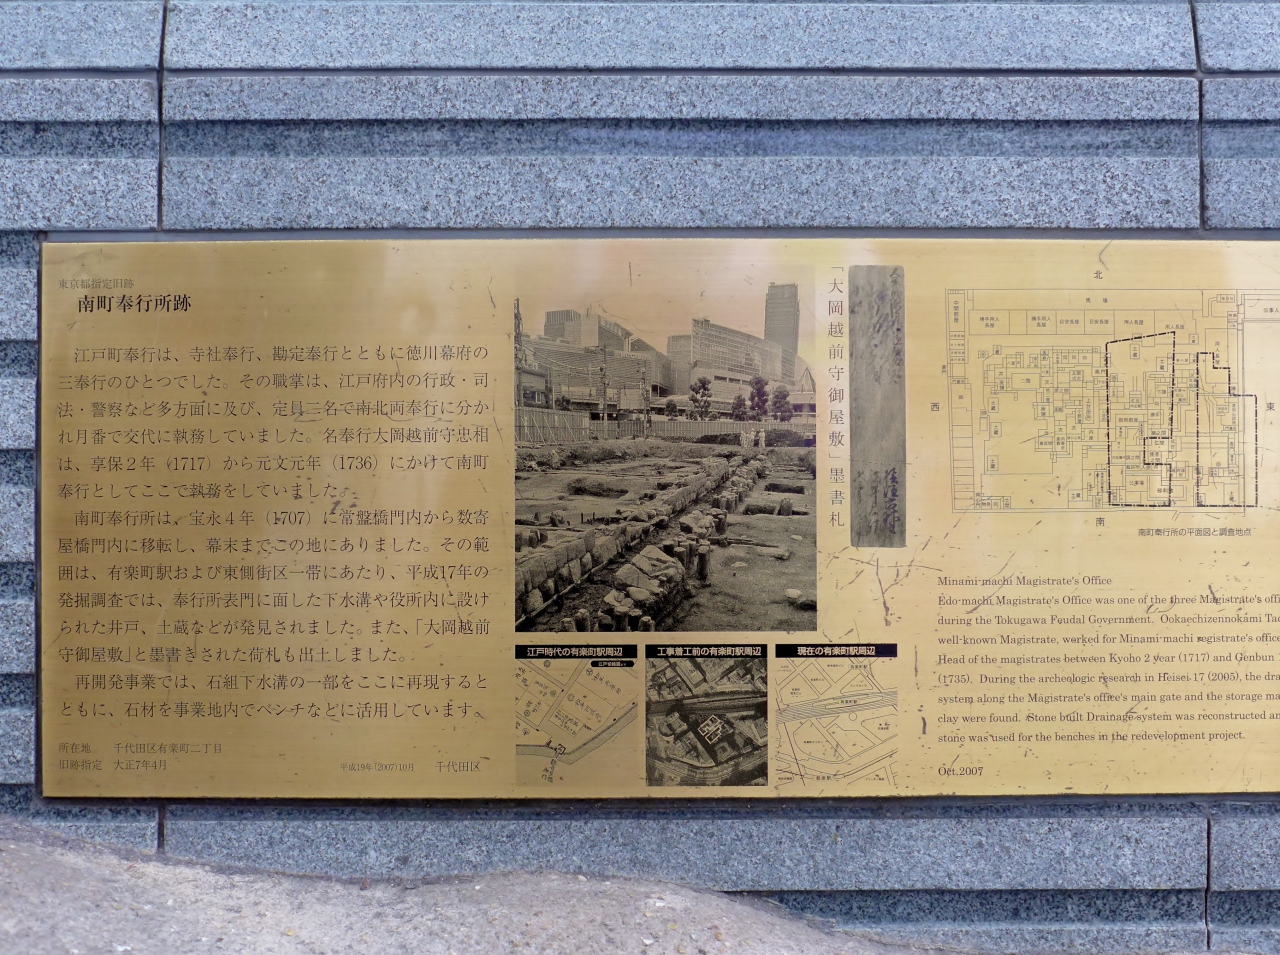 東京都指定旧跡
南町奉行所跡
江戸町奉行は、寺社奉行、勘定奉行とともに徳川幕府の
三奉行のひとつでした。その職掌は、江戸府内の行政・司
法・警察など多方面に及び、定員二名で南北両奉行に分か
れ月番で交代に執務していました。名奉行大岡越前守忠相
は、享保2年（1717）から元文元年（1736）にかけて南町
奉行としてここで執務をしていました。
南町奉行所は、宝永4年（1707）に常盤橋門内から数寄
屋橋門内に移転し、幕末までこの地にありました。その範
囲は、有楽町駅および東側街区一帯にあたり、平成17年の
発掘調査では、奉行所表門に面した下水溝や役所内に設け
られた井戸、土蔵などが発見されました。また、「大岡越前
守御屋敷」と墨書きされた荷札も出土しました。
再開発事業では、石組下水溝の一部をここに再現すると
ともに、石材を事業地内でベンチなどに活用しています。
所在地　千代田区有楽町二丁目
旧跡指定　大正7年4月
平成19年（2007）10月　千代田区
「大岡越前守御屋敷」墨書札
江戸時代の有楽町駅周辺
工事着工前の有楽町駅周辺
現在の有楽町駅周辺
北
西
東
南
南町奉行所の平面図と調査地点
Minami-machi Magistrate's Office
Edo-machi Magistrate's Office was one of the three Magistrate's offi
during the Tokugawa Feudal Government. Ookaechizennokami Tad
well-known Magistrate, worked for Minami-machi registrate's office
Head of the magistrates between Kyoho 2 year (1717) and Genbun
(1735). During the archeologic research in Heisei 17 (2005), the dra
system along the Magistrate's office's main gate and the storage ma
clay were found. Stone built Drainage system was reconstructed an
stone was used for the benches in the redevelopment project.
Oct.2007